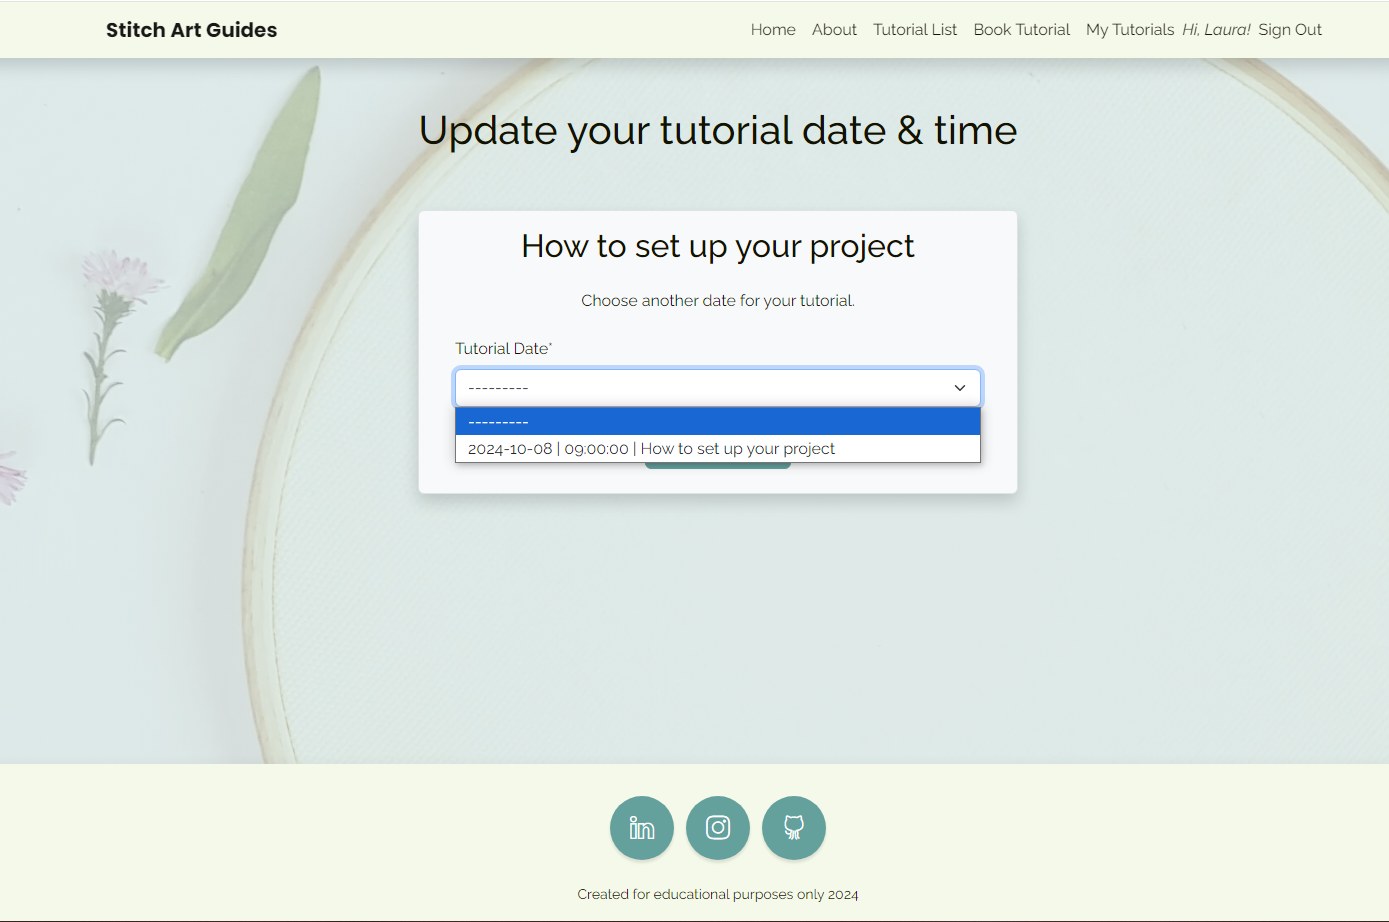 Stitch Art Guides
Home About Tutorial List Book Tutorial My Tutorials Hi, Laura! Sign Out
Update your tutorial date & time
How to set up your project
Choose another date for your tutorial.
Tutorial Date*
---------
---------
2024-10-08 | 09:00:00 | How to set up your project
in
Created for educational purposes only 2024